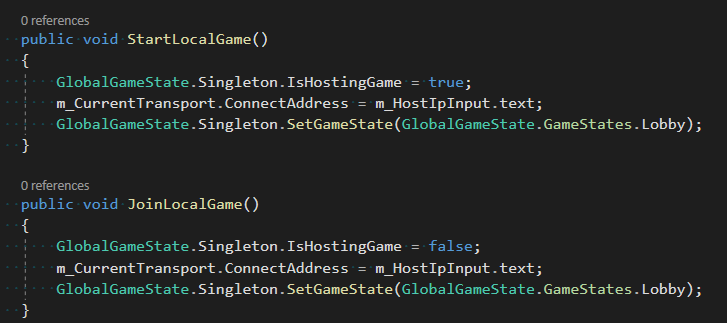 0 references
public void StartLocalGame()
{
GlobalGameState.Singleton.IsHostingGame = true;
m_CurrentTransport.ConnectAddress = m_HostIpInput.text;
GlobalGameState.Singleton.SetGameState(GlobalGameState.GameStates.Lobby);
}
0 references
public void JoinLocalGame()
{
GlobalGameState.Singleton.IsHostingGame = false;
m_CurrentTransport.ConnectAddress = m_HostIpInput.text;
GlobalGameState.Singleton.SetGameState(GlobalGameState.GameStates.Lobby);
}